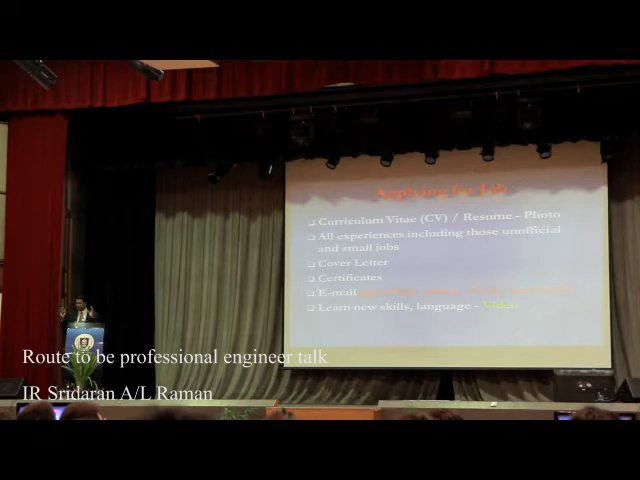 Applying for Job
Curriculum Vitae (CV) / Resume - Photo
All experiences including those unofficial
and small jobs
Cover Letter
Certificates
E-mail
Learn new skills, language - Video
Route to be professional engineer talk
IR Sridaran A/L Raman